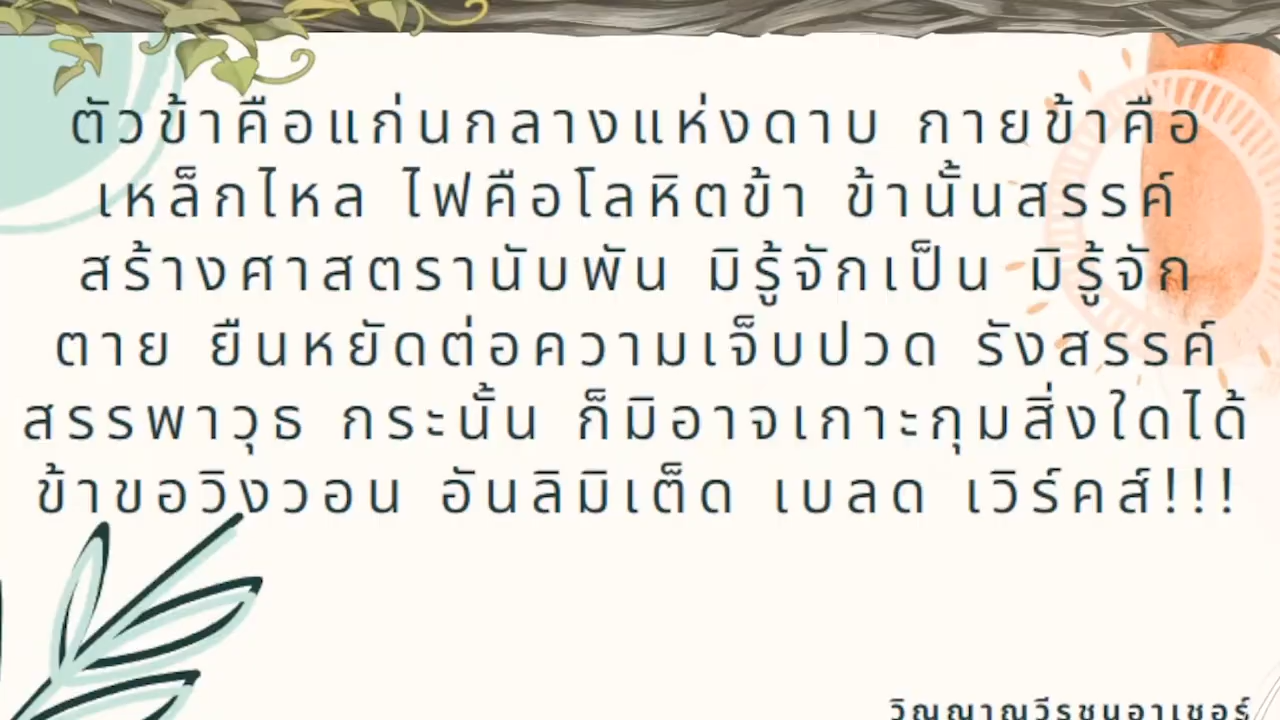 ตัวข้าคือแก่นกลางแห่งดาบ กายข้าคือ
เหล็กไหล ไฟคือโลหิตข้า ข้านั้นสรรค์
สร้างศาสตรานับพัน มิรู้จักเป็น มิรู้จัก
ตาย ยืนหยัดต่อความเจ็บปวด รังสรรค์
สรรพาวุธ กระนั้น ก็มิอาจเกาะกุมสิ่งใดได้
ข้าขอวิงวอน อันลิมิเต็ด เบลด เวิร์คส์!!!
วิญญาณวีรชนอาเชอร์